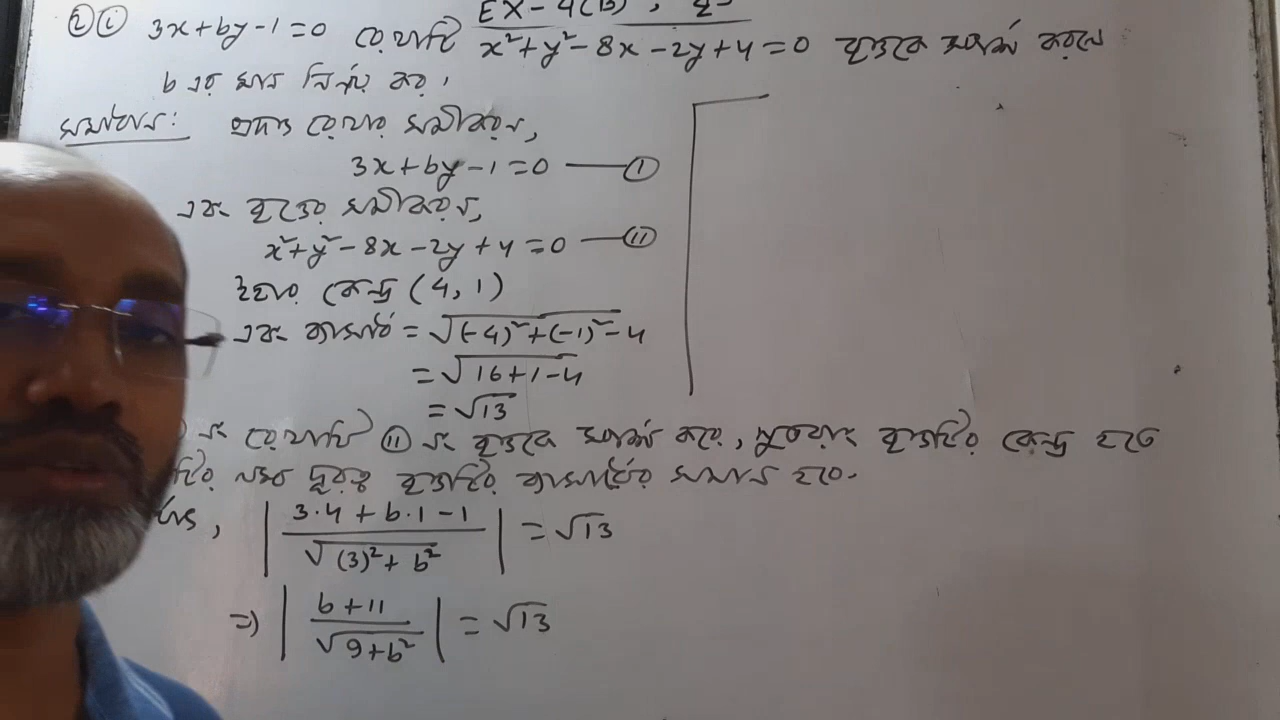 EX-4(B),
②ⓘ 3x+by-1=0 রেখাটি x²+y²-8x-2y+4=0 বৃত্তকে স্পর্শ করলে
b এর মান নির্ণয় কর,
সমাধান: প্রদত্ত রেখার সমীকরণ,
3x+by-1=0 —ⓘ
এবং বৃত্তের সমীকরণ,
x²+y²-8x-2y+4=0 —ⓘⓘ
যার কেন্দ্র (4, 1)
এবং ব্যাসার্ধ = √(-4)²+(-1)²-4
= √16+1-4
= √13
নং রেখাটি ⓘⓘ নং বৃত্তকে স্পর্শ করে, সুতরাং বৃত্তটির কেন্দ্র হতে
লম্ব দূরত্ব বৃত্তটির ব্যাসার্ধের সমান হবে.
, |(3·4+b·1-1)/√(3)²+b²| = √13
⇒ |(b+11)/√9+b²| = √13